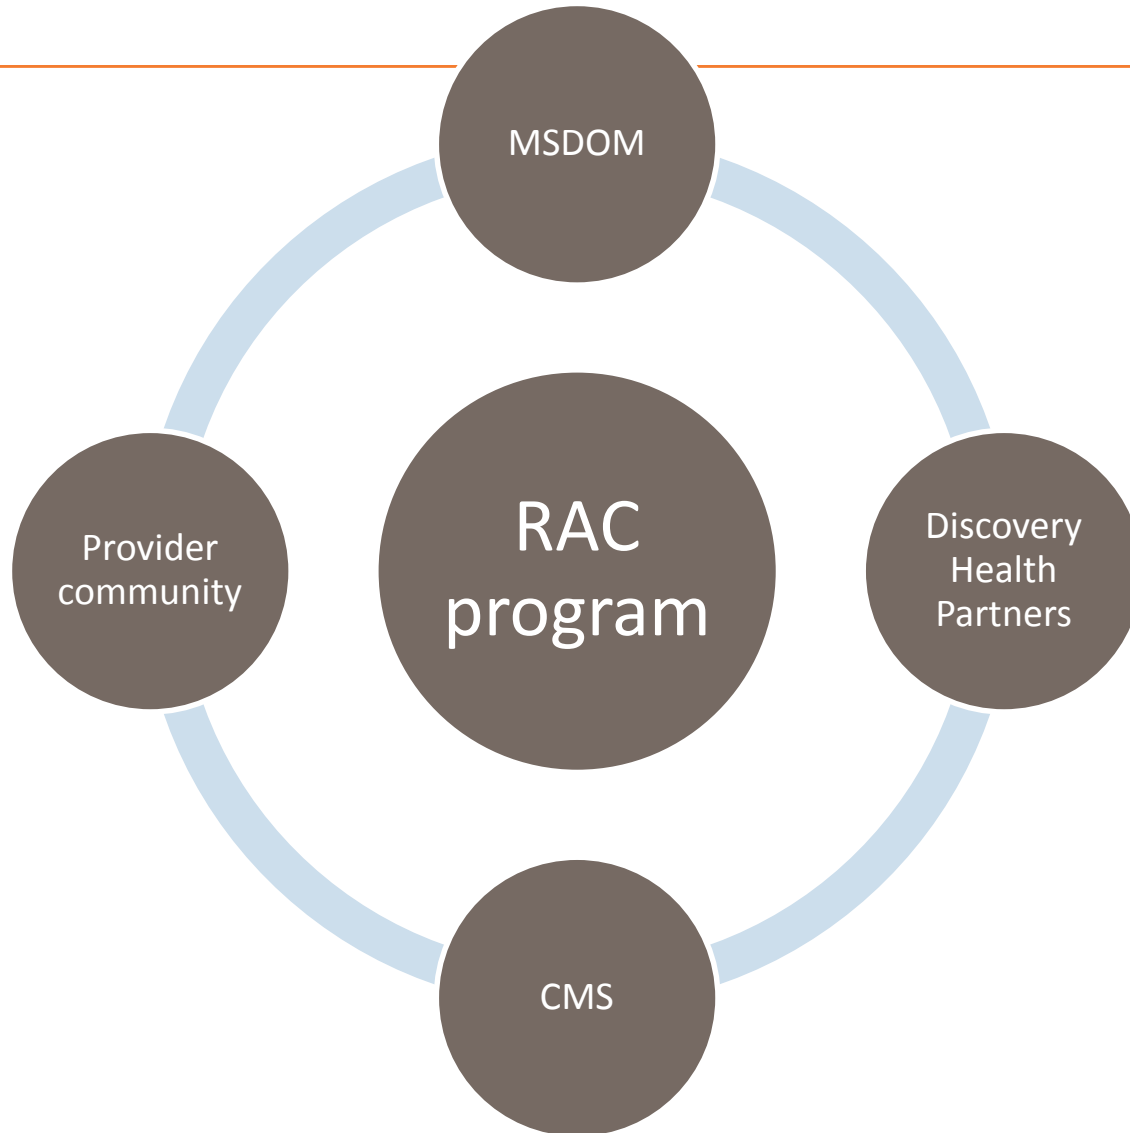 MSDOM
Provider
community
RAC
program
Discovery
Health
Partners
CMS